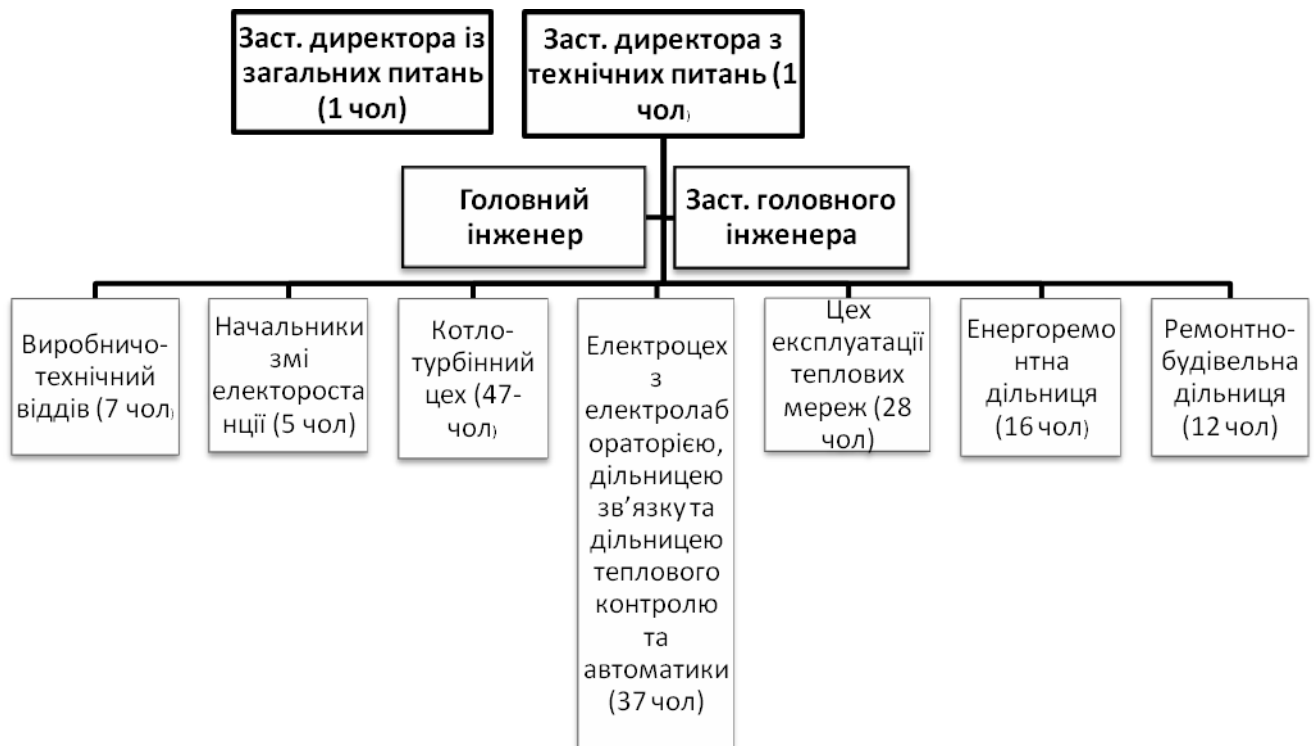 Заст. директора із
загальних питань
(1 чол)
Заст. директора з
технічних питань (1
чол)
Головний
інженер
Заст. головного
інженера
Виробничо-
технічний
віддів (7 чол)
Начальники
змі
електороста
нції (5 чол)
Котло-
турбінний
цех (47-
чол)
Електроцех
з
електролаб
ораторією,
дільницею
зв’язку та
дільницею
теплового
контролю
та
автоматики
(37 чол)
Цех
експлуатації
теплових
мереж (28
чол)
Енергоремо
нтна
дільниця
(16 чол)
Ремонтно-
будівельна
дільниця
(12 чол)